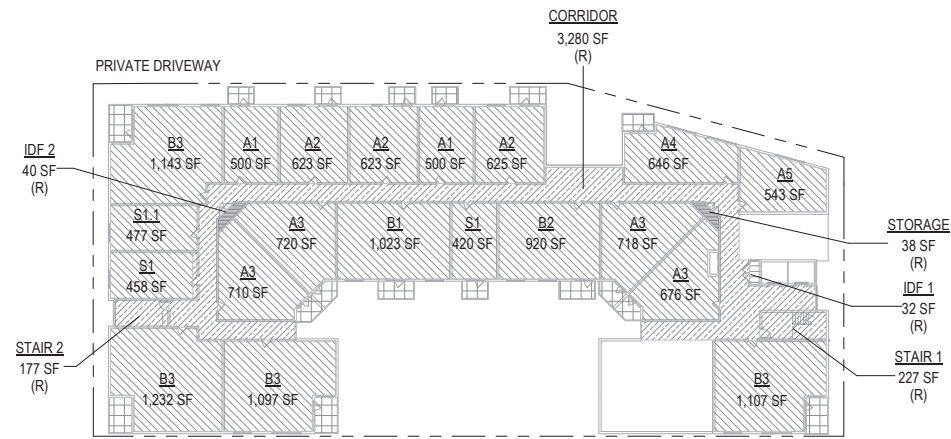 CORRIDOR
3,280 SF
(R)
PRIVATE DRIVEWAY
IDF 2
40 SF
(R)
B3
1,143 SF
A1
500 SF
A2
623 SF
A2
623 SF
A1
500 SF
A2
625 SF
A4
646 SF
A5
543 SF
S1.1
477 SF
A3
720 SF
B1
1,023 SF
S1
420 SF
B2
920 SF
A3
718 SF
STORAGE
38 SF
(R)
S1
458 SF
A3
710 SF
A3
676 SF
IDF 1
32 SF
(R)
STAIR 2
177 SF
(R)
STAIR 1
227 SF
(R)
B3
1,232 SF
B3
1,097 SF
B3
1,107 SF